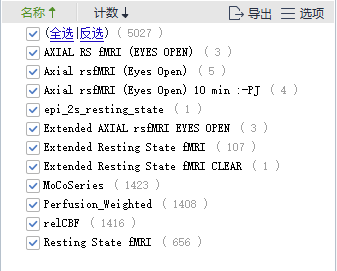 名称↑ 计数↓ 导出 选项
(全选|反选) ( 5027 )
AXIAL RS fMRI (EYES OPEN) ( 3 )
Axial rsfMRI (Eyes Open) ( 5 )
Axial rsfMRI (Eyes Open) 10 min :-PJ ( 4 )
epi_2s_resting_state ( 1 )
Extended AXIAL rsfMRI EYES OPEN ( 3 )
Extended Resting State fMRI ( 107 )
Extended Resting State fMRI CLEAR ( 1 )
MoCoSeries ( 1423 )
Perfusion_Weighted ( 1408 )
relCBF ( 1416 )
Resting State fMRI ( 656 )